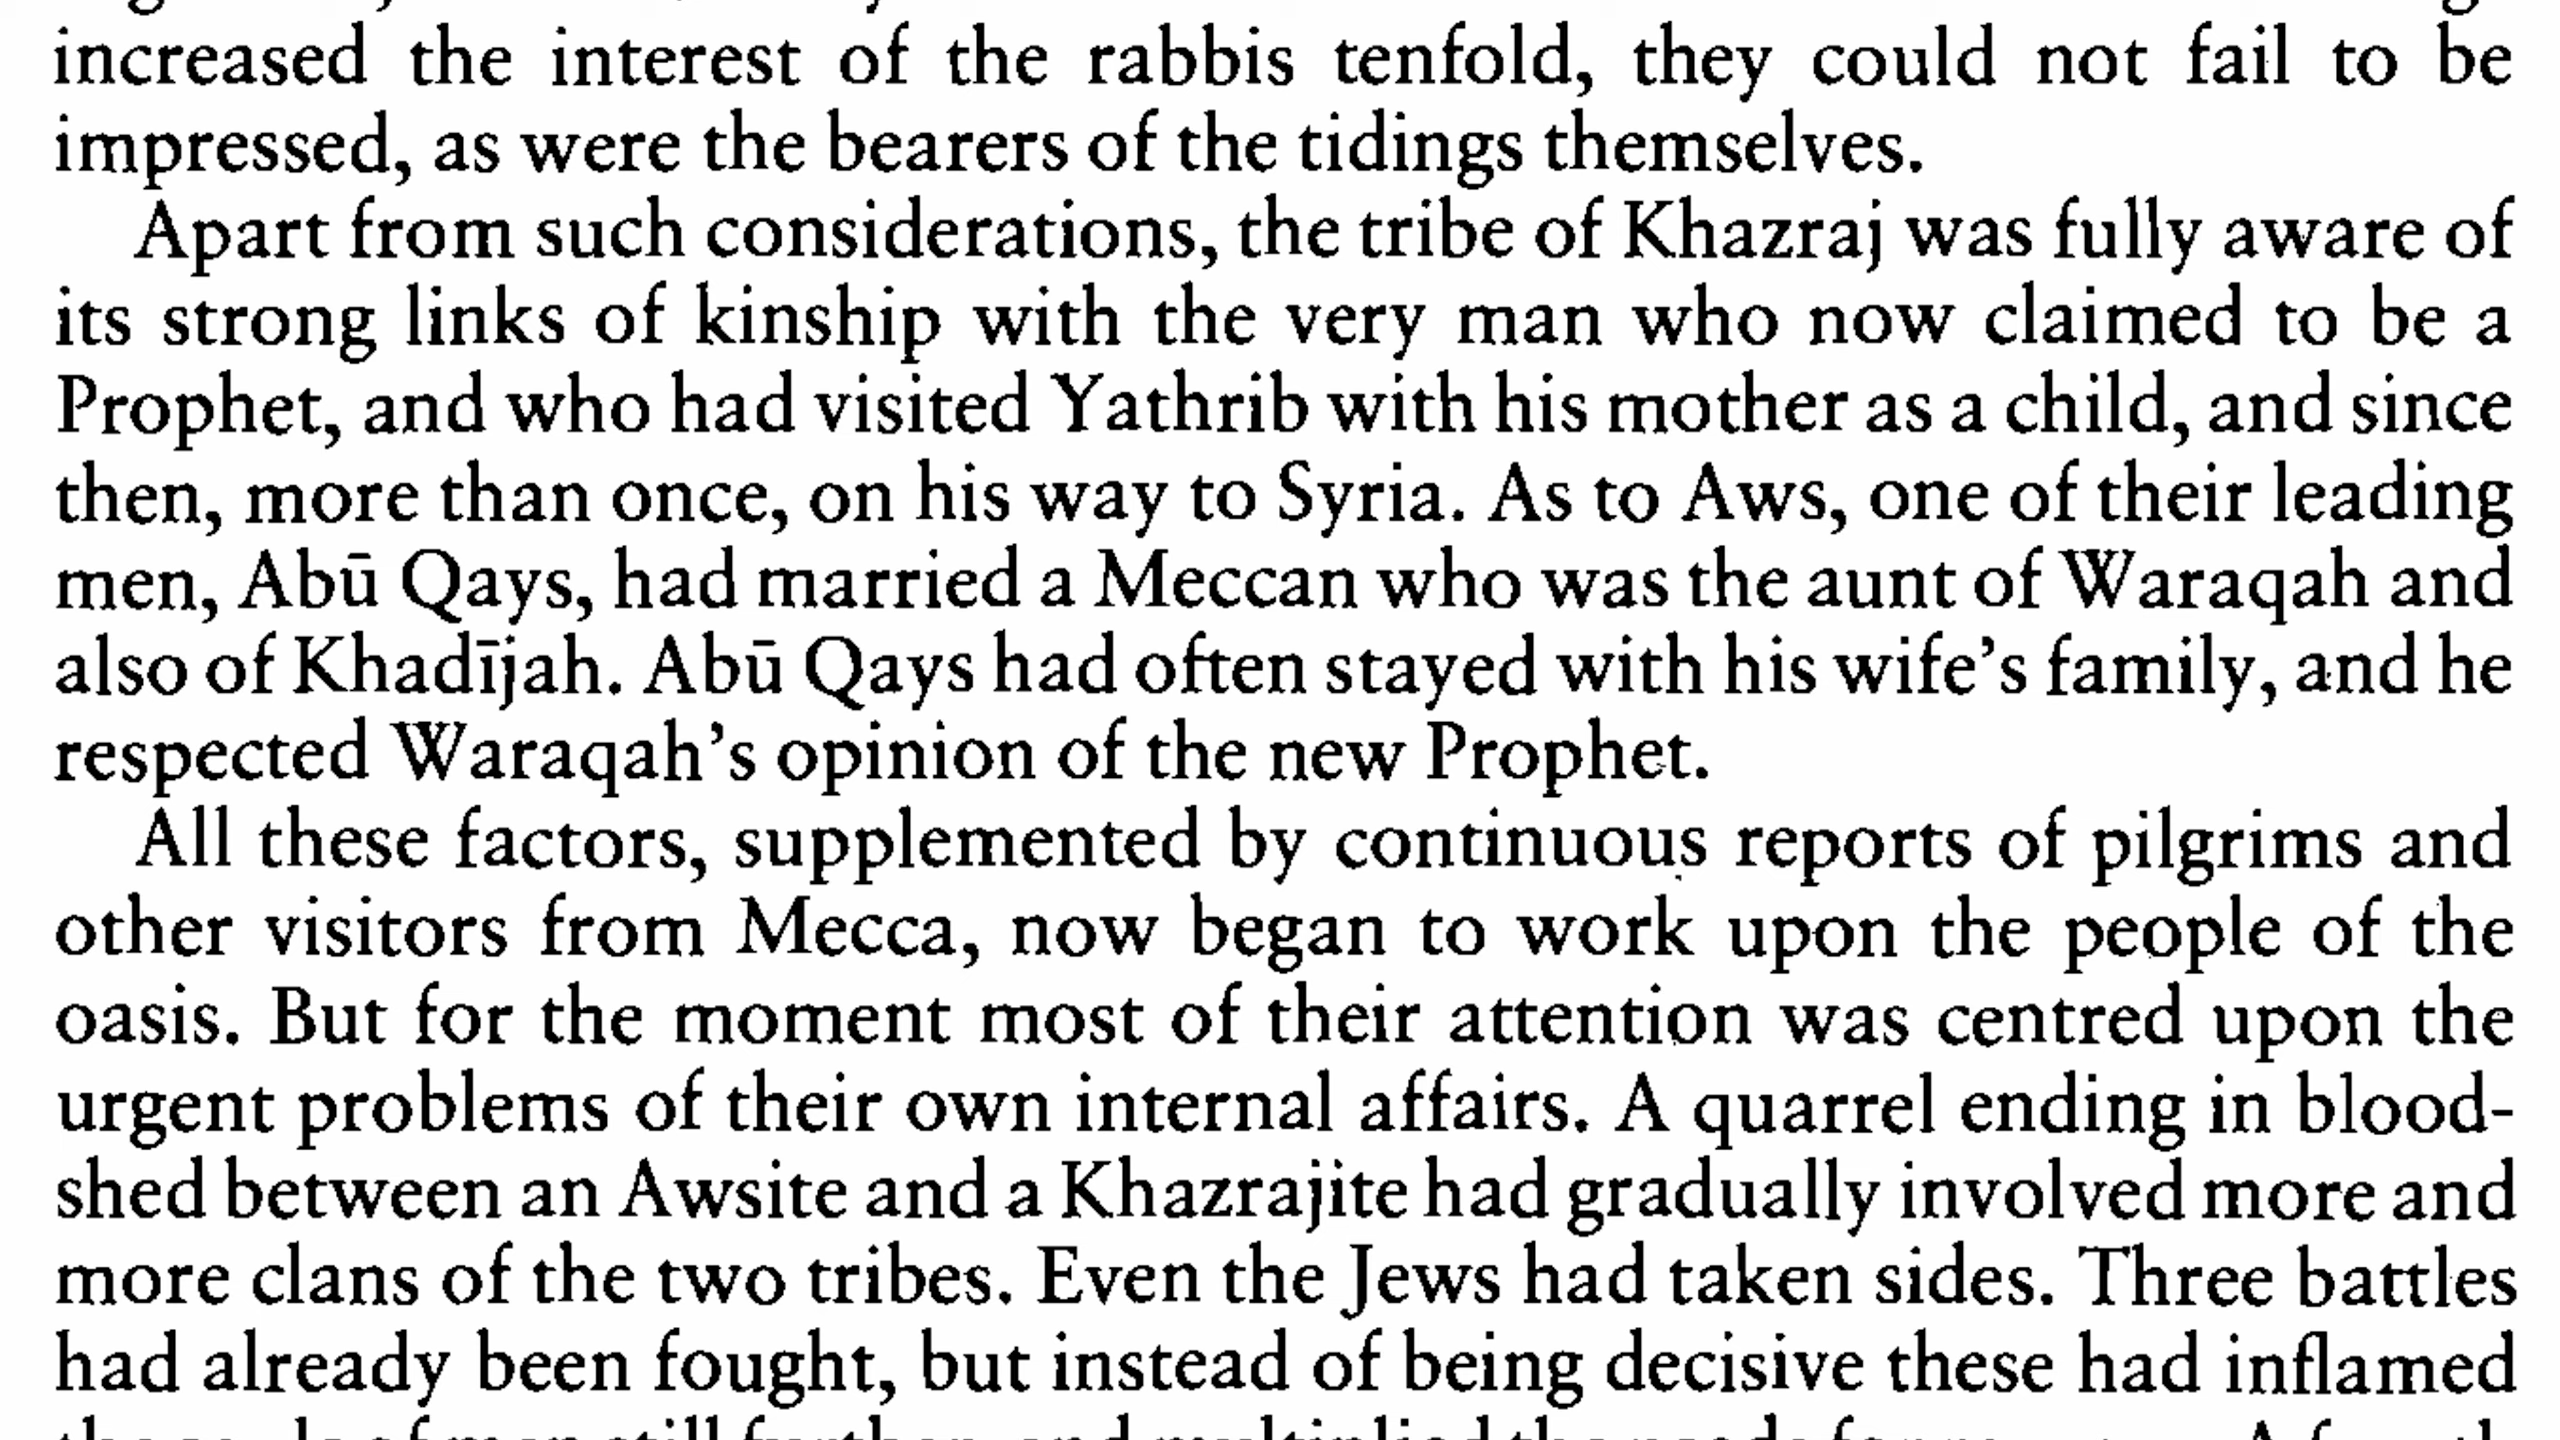 increased the interest of the rabbis tenfold, they could not fail to be
impressed, as were the bearers of the tidings themselves.
Apart from such considerations, the tribe of Khazraj was fully aware of
its strong links of kinship with the very man who now claimed to be a
Prophet, and who had visited Yathrib with his mother as a child, and since
then, more than once, on his way to Syria. As to Aws, one of their leading
men, Abū Qays, had married a Meccan who was the aunt of Waraqah and
also of Khadījah. Abū Qays had often stayed with his wife's family, and he
respected Waraqah's opinion of the new Prophet.
All these factors, supplemented by continuous reports of pilgrims and
other visitors from Mecca, now began to work upon the people of the
oasis. But for the moment most of their attention was centred upon the
urgent problems of their own internal affairs. A quarrel ending in blood-
shed between an Awsite and a Khazrajite had gradually involved more and
more clans of the two tribes. Even the Jews had taken sides. Three battles
had already been fought, but instead of being decisive these had inflamed